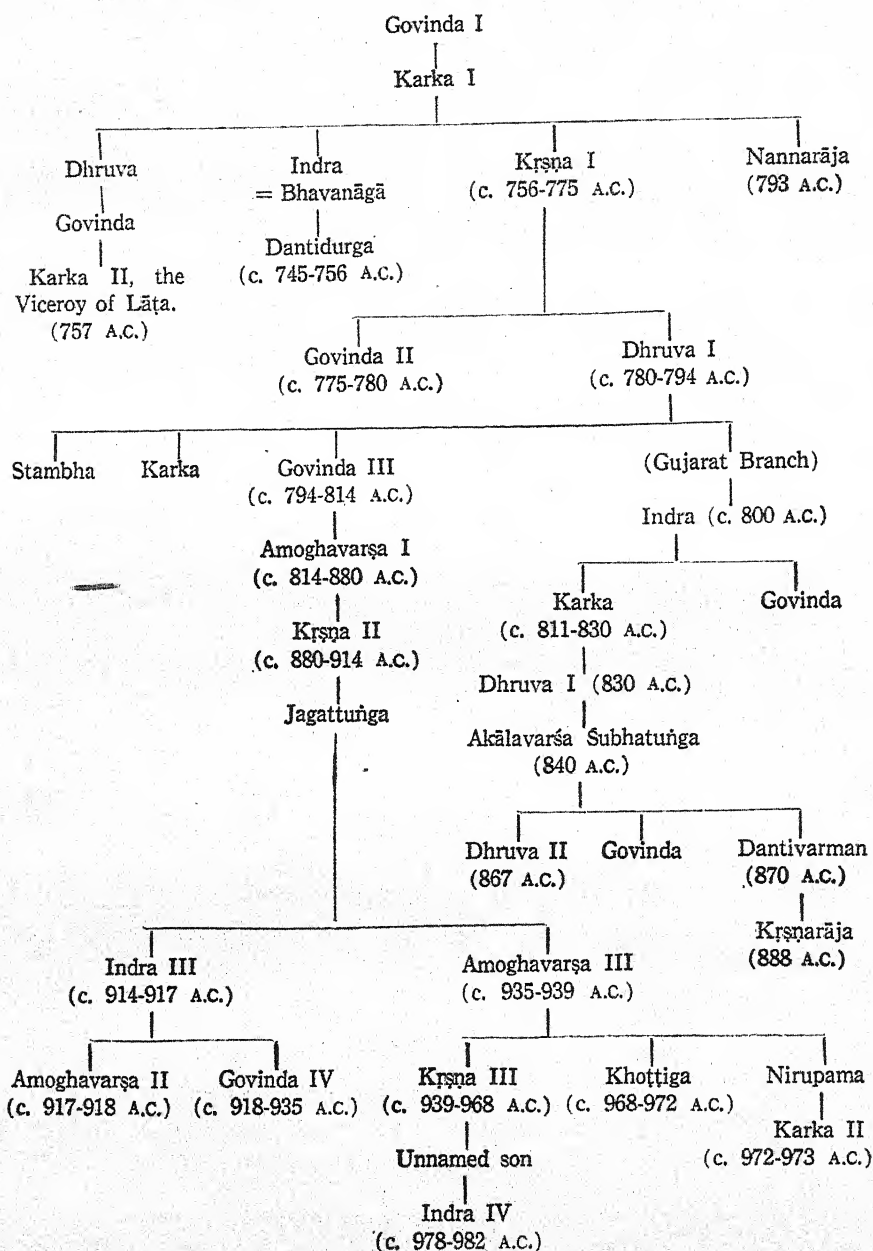 Govinda I
Karka I
Dhruva Indra Kṛṣṇa I Nannarāja
= Bhavanāgā (c. 756-775 A.C.) (793 A.C.)
Govinda Dantidurga
(c. 745-756 A.C.)
Karka II, the
Viceroy of Lāṭa.
(757 A.C.)
Govinda II Dhruva I
(c. 775-780 A.C.) (c. 780-794 A.C.)
Stambha Karka Govinda III (Gujarat Branch)
(c. 794-814 A.C.)
Indra (c. 800 A.C.)
Amoghavarṣa I
(c. 814-880 A.C.)
Karka Govinda
(c. 811-830 A.C.)
Kṛṣṇa II
(c. 880-914 A.C.)
Dhruva I (830 A.C.)
Jagattuṅga
Akālavarśa Śubhatuṅga
(840 A.C.)
Dhruva II Govinda Dantivarman
(867 A.C.) (870 A.C.)
Kṛṣṇarāja
(888 A.C.)
Indra III Amoghavarṣa III
(c. 914-917 A.C.) (c. 935-939 A.C.)
Amoghavarṣa II Govinda IV Kṛṣṇa III Khoṭṭiga Nirupama
(c. 917-918 A.C.) (c. 918-935 A.C.) (c. 939-968 A.C.) (c. 968-972 A.C.)
Karka II
(c. 972-973 A.C.)
Unnamed son
Indra IV
(c. 978-982 A.C.)